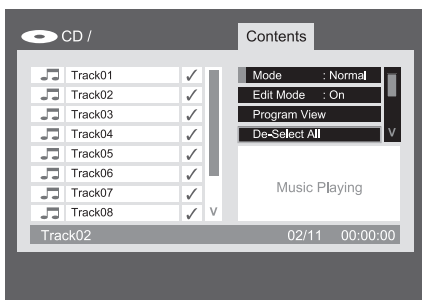 CD /
Contents
Track01 ✓
Track02 ✓
Track03 ✓
Track04 ✓
Track05 ✓
Track06 ✓
Track07 ✓
Track08 ✓
V
Mode : Normal
Edit Mode : On
Program View
De-Select All
V
Music Playing
Track02 02/11 00:00:00